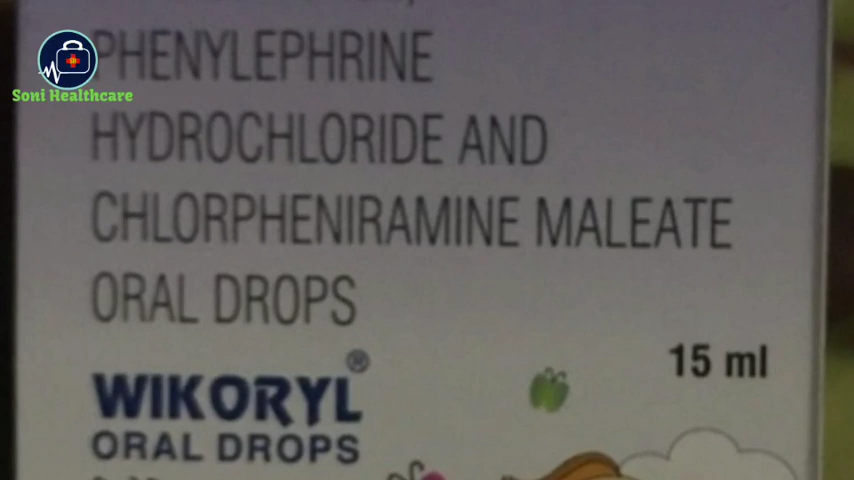 Soni Healthcare
PHENYLEPHRINE
HYDROCHLORIDE AND
CHLORPHENIRAMINE MALEATE
ORAL DROPS
15 ml
WIKORYL®
ORAL DROPS